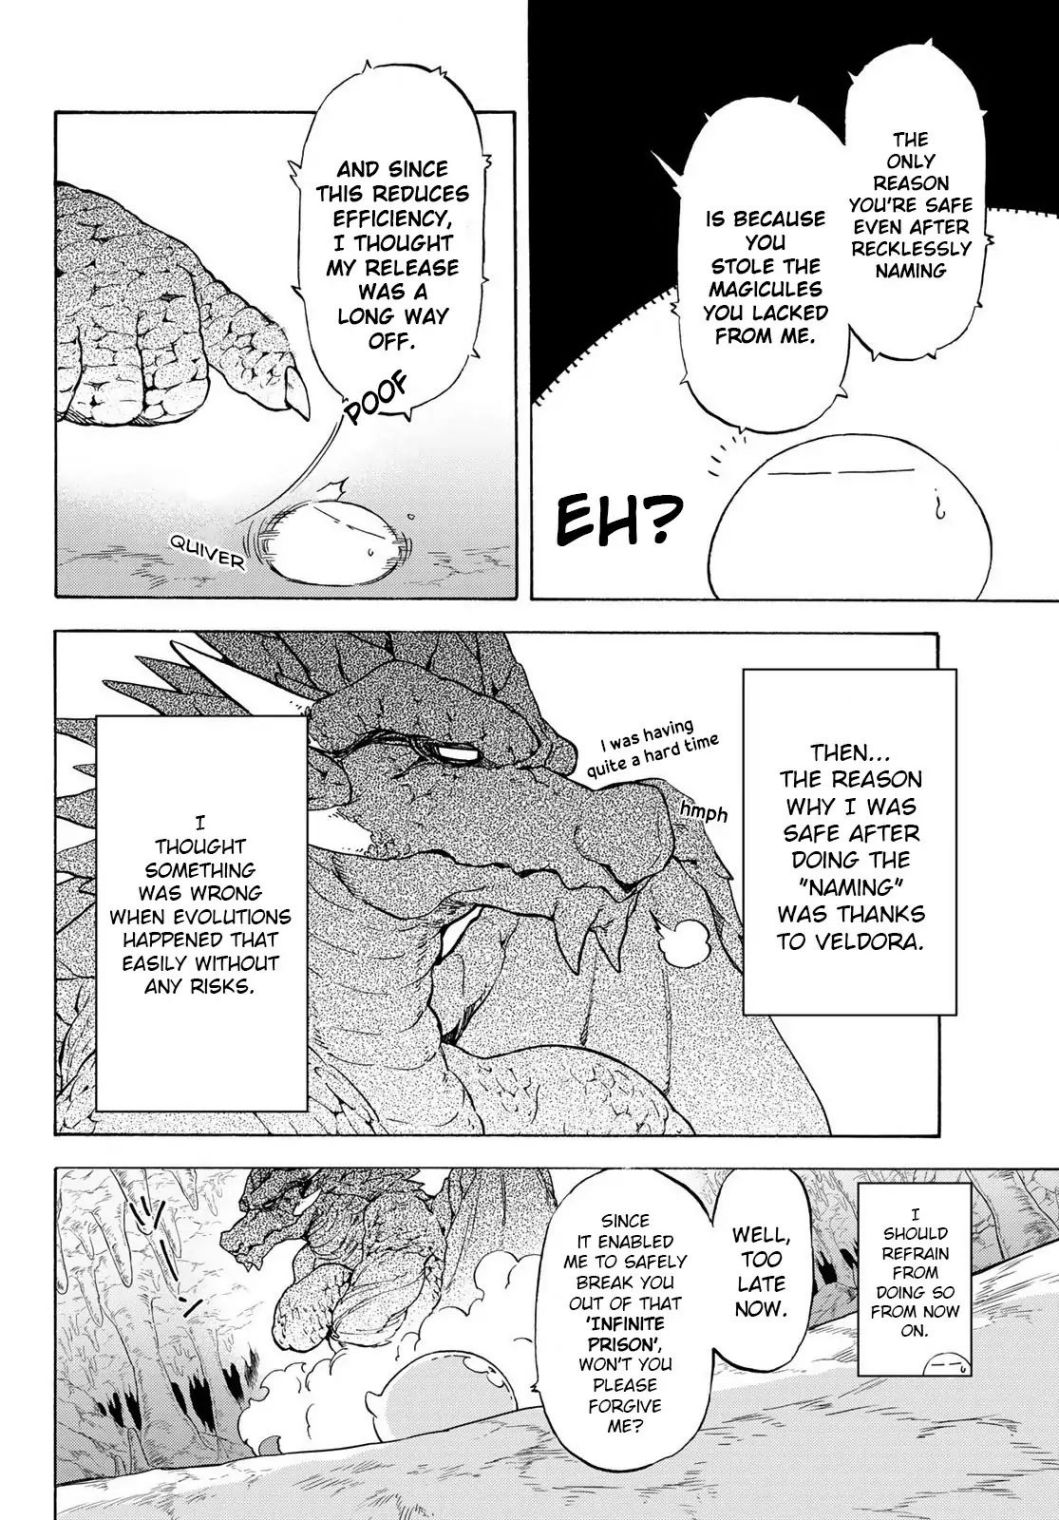 THE
ONLY
REASON
YOU'RE SAFE
EVEN AFTER
RECKLESSLY
NAMING
IS BECAUSE
YOU
STOLE THE
MAGICULES
YOU LACKED
FROM ME.
EH?
AND SINCE
THIS REDUCES
EFFICIENCY,
I THOUGHT
MY RELEASE
WAS A
LONG WAY
OFF.
POOF
QUIVER
THEN...
THE REASON
WHY I WAS
SAFE AFTER
DOING THE
"NAMING"
WAS THANKS
TO VELDORA.
I was having
quite a hard time
hmph
I
THOUGHT
SOMETHING
WAS WRONG
WHEN EVOLUTIONS
HAPPENED THAT
EASILY WITHOUT
ANY RISKS.
I
SHOULD
REFRAIN
FROM
DOING SO
FROM NOW
ON.
WELL,
TOO
LATE
NOW.
SINCE
IT ENABLED
ME TO SAFELY
BREAK YOU
OUT OF THAT
'INFINITE
PRISON',
WON'T YOU
PLEASE
FORGIVE
ME?